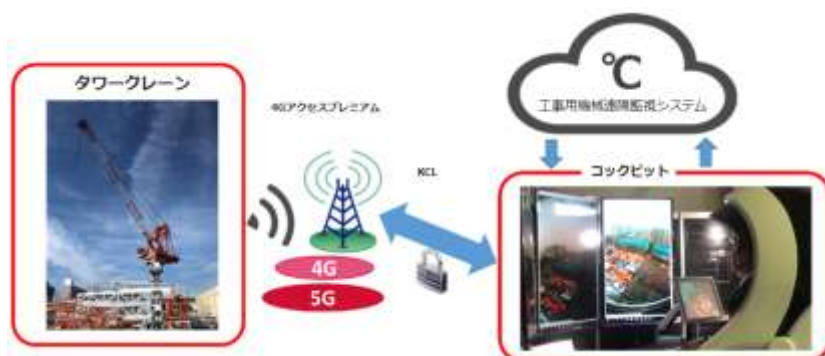 タワークレーン
4Gアクセスプレミアム
4G
5G
KCL
℃
工事用機械遠隔監視システム
コックピット